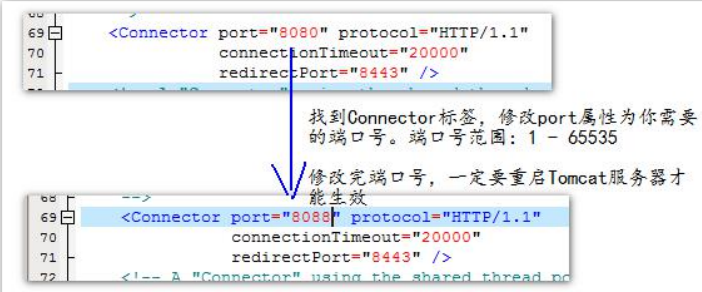 69 <Connector port="8080" protocol="HTTP/1.1"
70 connectionTimeout="20000"
71 redirectPort="8443" />
找到Connector标签，修改port属性为你需要
的端口号。端口号范围：1 - 65535
修改完端口号，一定要重启Tomcat服务器才
能生效
68 -->
69 <Connector port="8088" protocol="HTTP/1.1"
70 connectionTimeout="20000"
71 redirectPort="8443" />
72 <!-- A "Connector" using the shared thread po